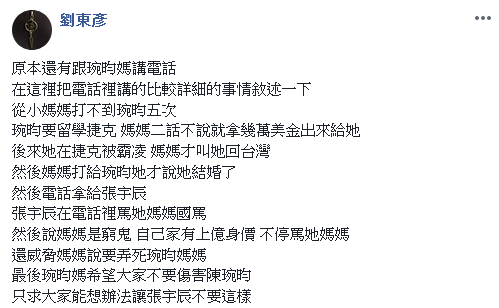 劉東彥
原本還有跟琬昀媽講電話
在這裡把電話裡講的比較詳細的事情敘述一下
從小媽媽打不到琬昀五次
琬昀要留學捷克 媽媽二話不說就拿幾萬美金出來給她
後來她在捷克被霸凌 媽媽才叫她回台灣
然後媽媽打給琬昀她才說她結婚了
然後電話拿給張宇辰
張宇辰在電話裡罵她媽媽國罵
然後說媽媽是窮鬼 自己家有上億身價 不停罵她媽媽
還威脅媽媽說要弄死琬昀媽媽
最後琬昀媽希望大家不要傷害陳琬昀
只求大家能想辦法讓張宇辰不要這樣